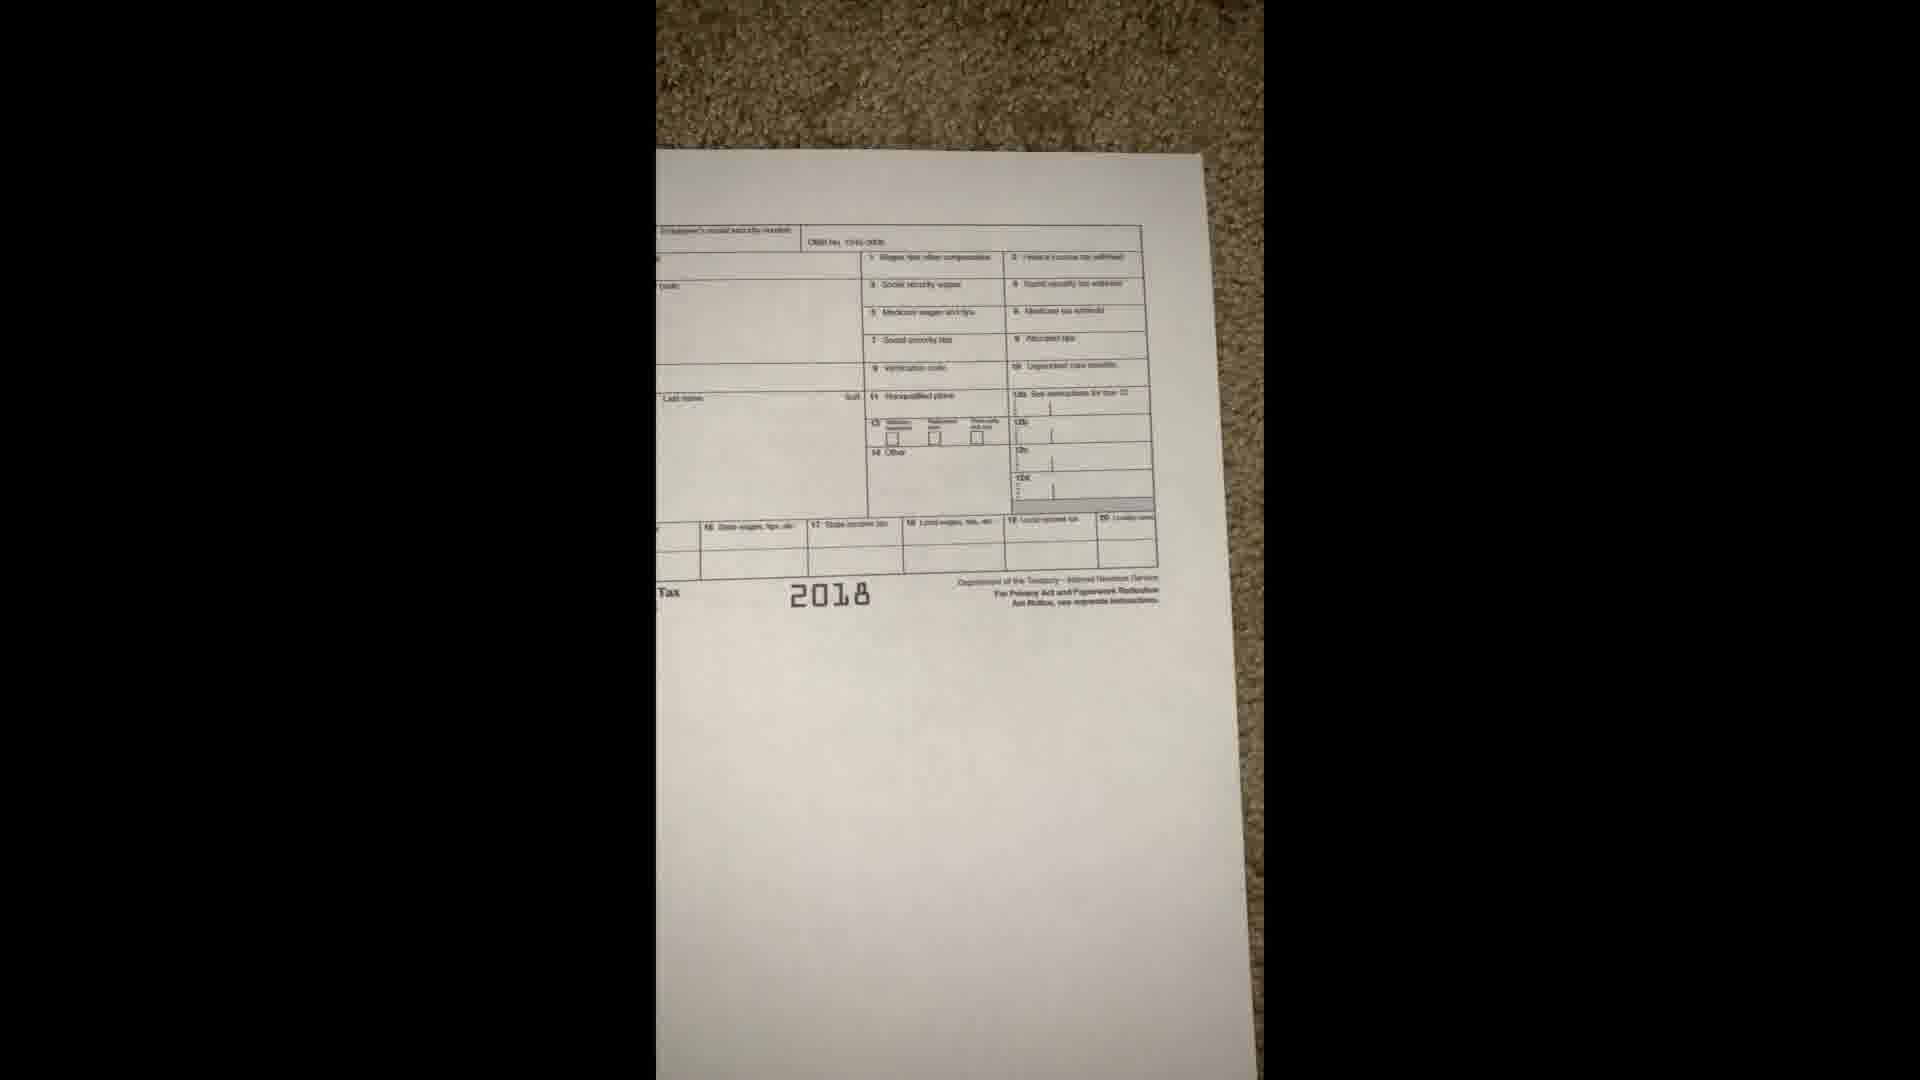 Employee's social security number
OMB No. 1545-0008
1 Wages, tips, other compensation
2 Federal income tax withheld
code
3 Social security wages
4 Social security tax withheld
5 Medicare wages and tips
6 Medicare tax withheld
7 Social security tips
8 Allocated tips
9 Verification code
10 Dependent care benefits
Last name
Suff.
11 Nonqualified plans
12a See instructions for box 12
13 Statutory employee
Retirement plan
Third-party sick pay
12b
14 Other
12c
12d
16 State wages, tips, etc.
17 State income tax
18 Local wages, tips, etc.
19 Local income tax
20 Locality name
Tax
2018
Department of the Treasury - Internal Revenue Service
For Privacy Act and Paperwork Reduction
Act Notice, see separate instructions.